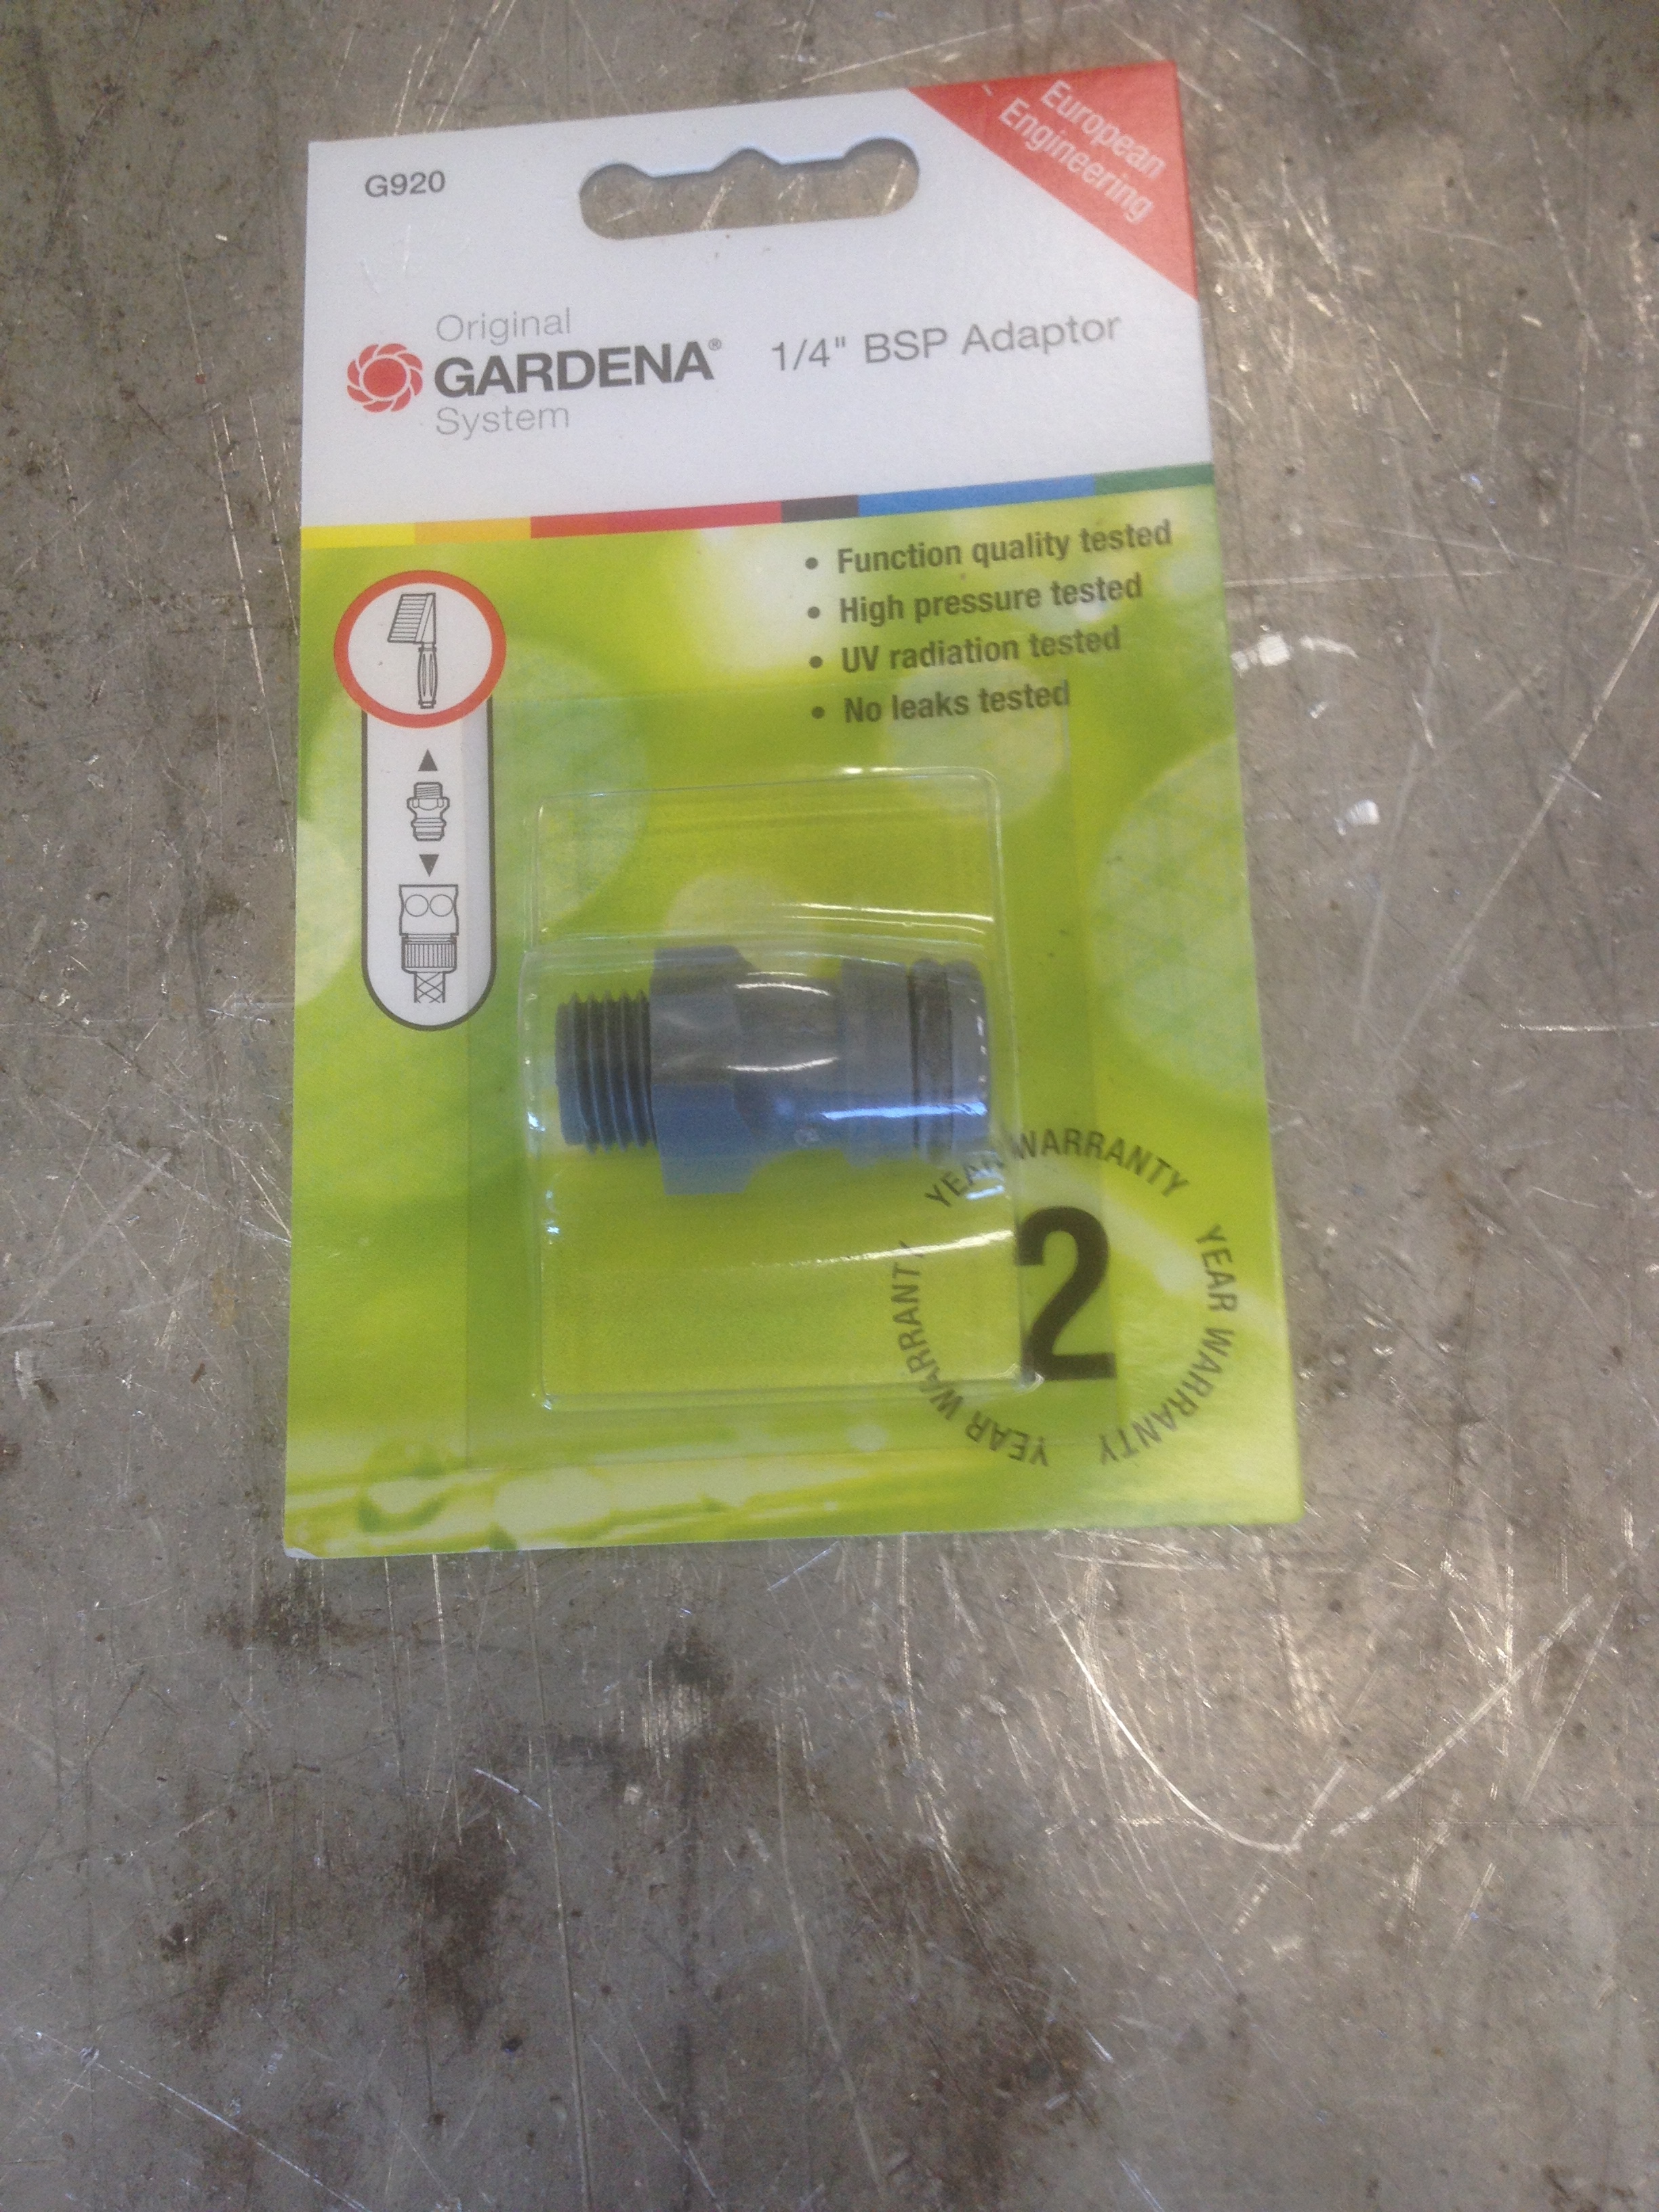 European
Engineering
G920
Original
GARDENA®
System
1/4" BSP Adaptor
• Function quality tested
• High pressure tested
• UV radiation tested
• No leaks tested
YEAR WARRANTY
YEAR WARRANTY
YEAR WARRANTY
2